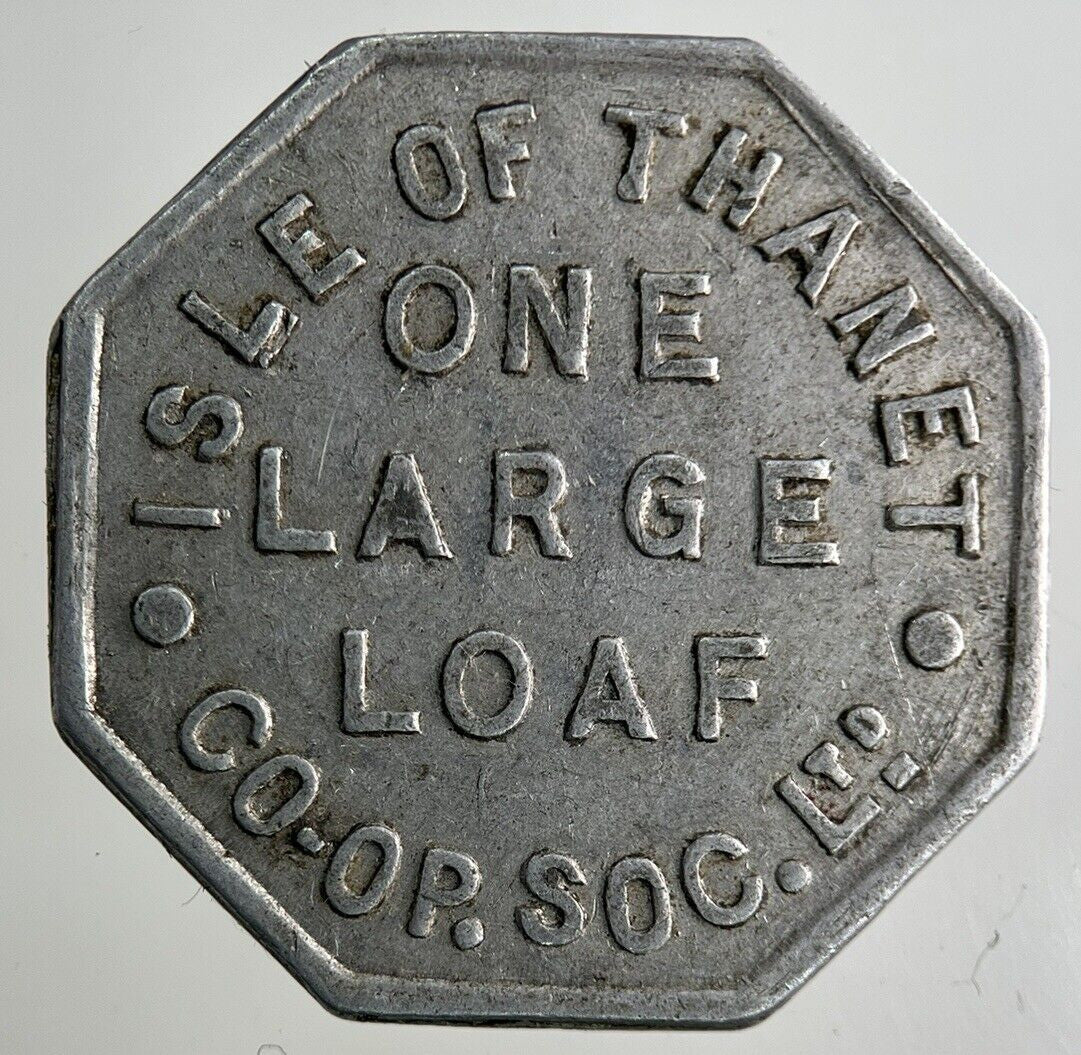 ISLE OF THANET
ONE
LARGE
LOAF
CO-OP. SOC. LTD.